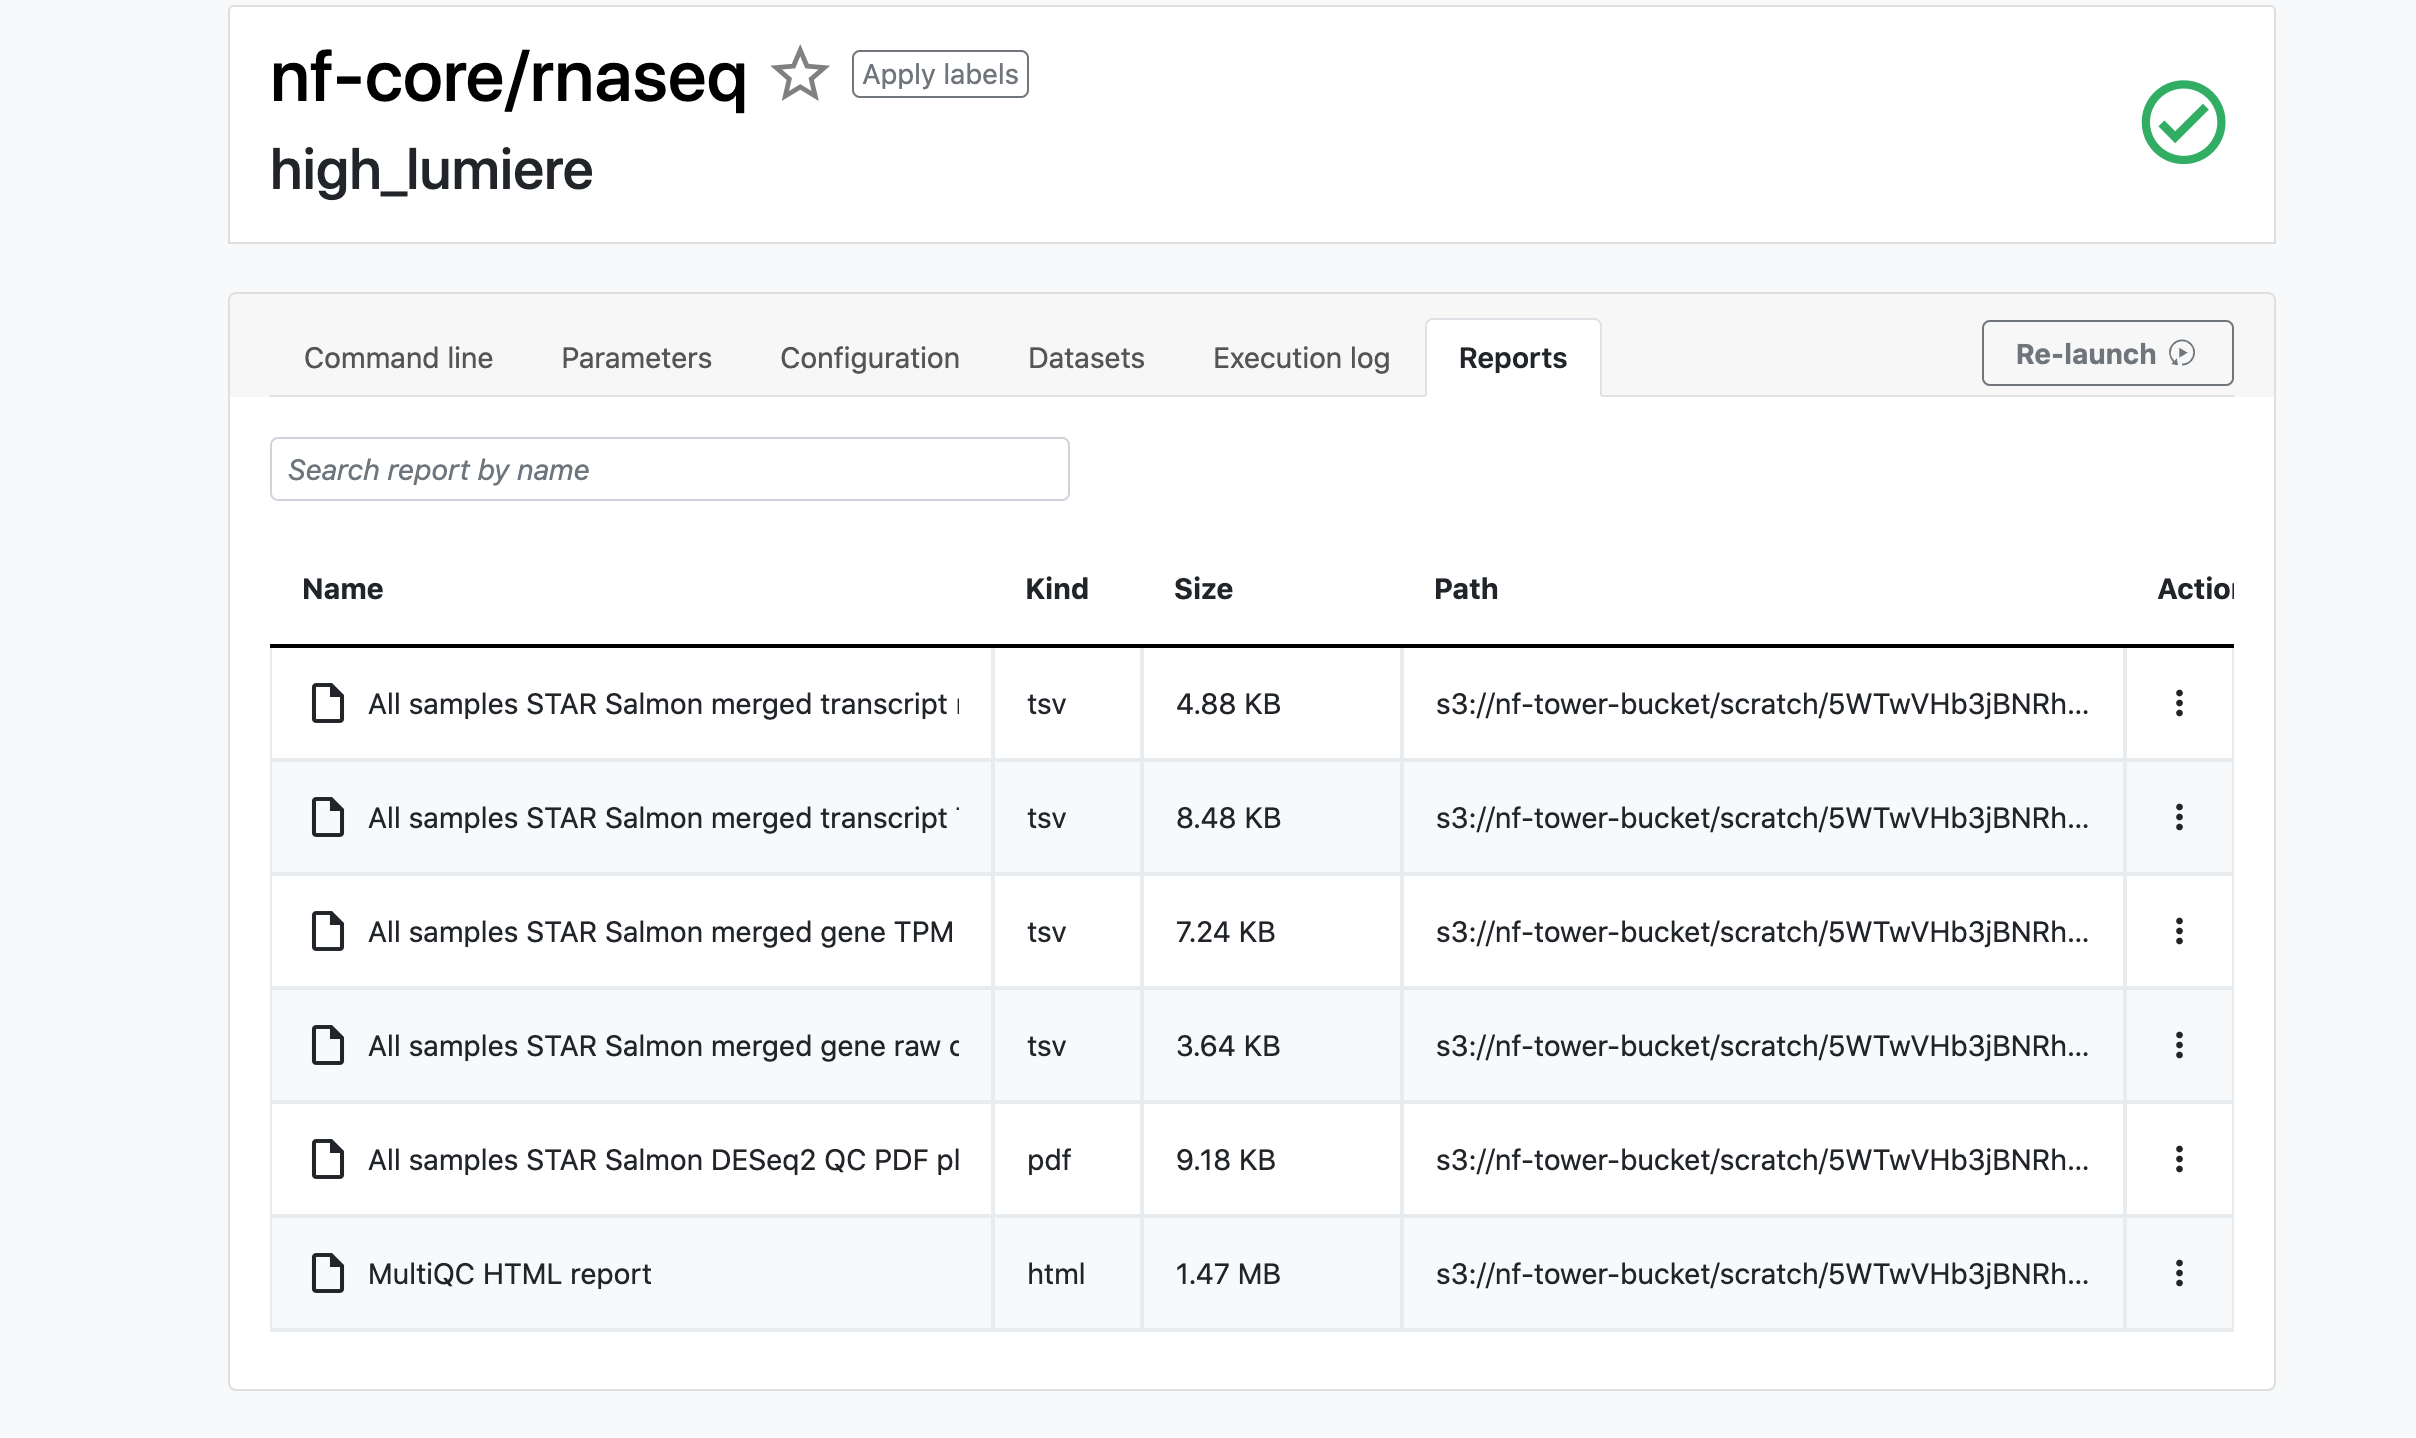 nf-core/rnaseq Apply labels
high_lumiere
Command line Parameters Configuration Datasets Execution log Reports Re-launch
Search report by name
Name Kind Size Path
All samples STAR Salmon merged transcript tsv 4.88 KB s3://nf-tower-bucket/scratch/5WTwVHb3jBNRh...
All samples STAR Salmon merged transcript tsv 8.48 KB s3://nf-tower-bucket/scratch/5WTwVHb3jBNRh...
All samples STAR Salmon merged gene TPM tsv 7.24 KB s3://nf-tower-bucket/scratch/5WTwVHb3jBNRh...
All samples STAR Salmon merged gene raw tsv 3.64 KB s3://nf-tower-bucket/scratch/5WTwVHb3jBNRh...
All samples STAR Salmon DESeq2 QC PDF pl pdf 9.18 KB s3://nf-tower-bucket/scratch/5WTwVHb3jBNRh...
MultiQC HTML report html 1.47 MB s3://nf-tower-bucket/scratch/5WTwVHb3jBNRh...